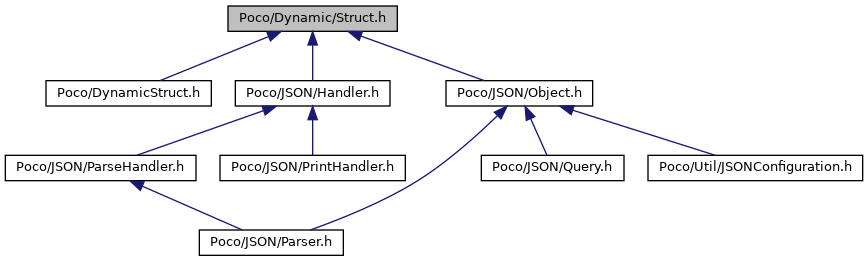 Poco/Dynamic/Struct.h
Poco/DynamicStruct.h
Poco/JSON/Handler.h
Poco/JSON/Object.h
Poco/JSON/ParseHandler.h
Poco/JSON/PrintHandler.h
Poco/JSON/Query.h
Poco/Util/JSONConfiguration.h
Poco/JSON/Parser.h